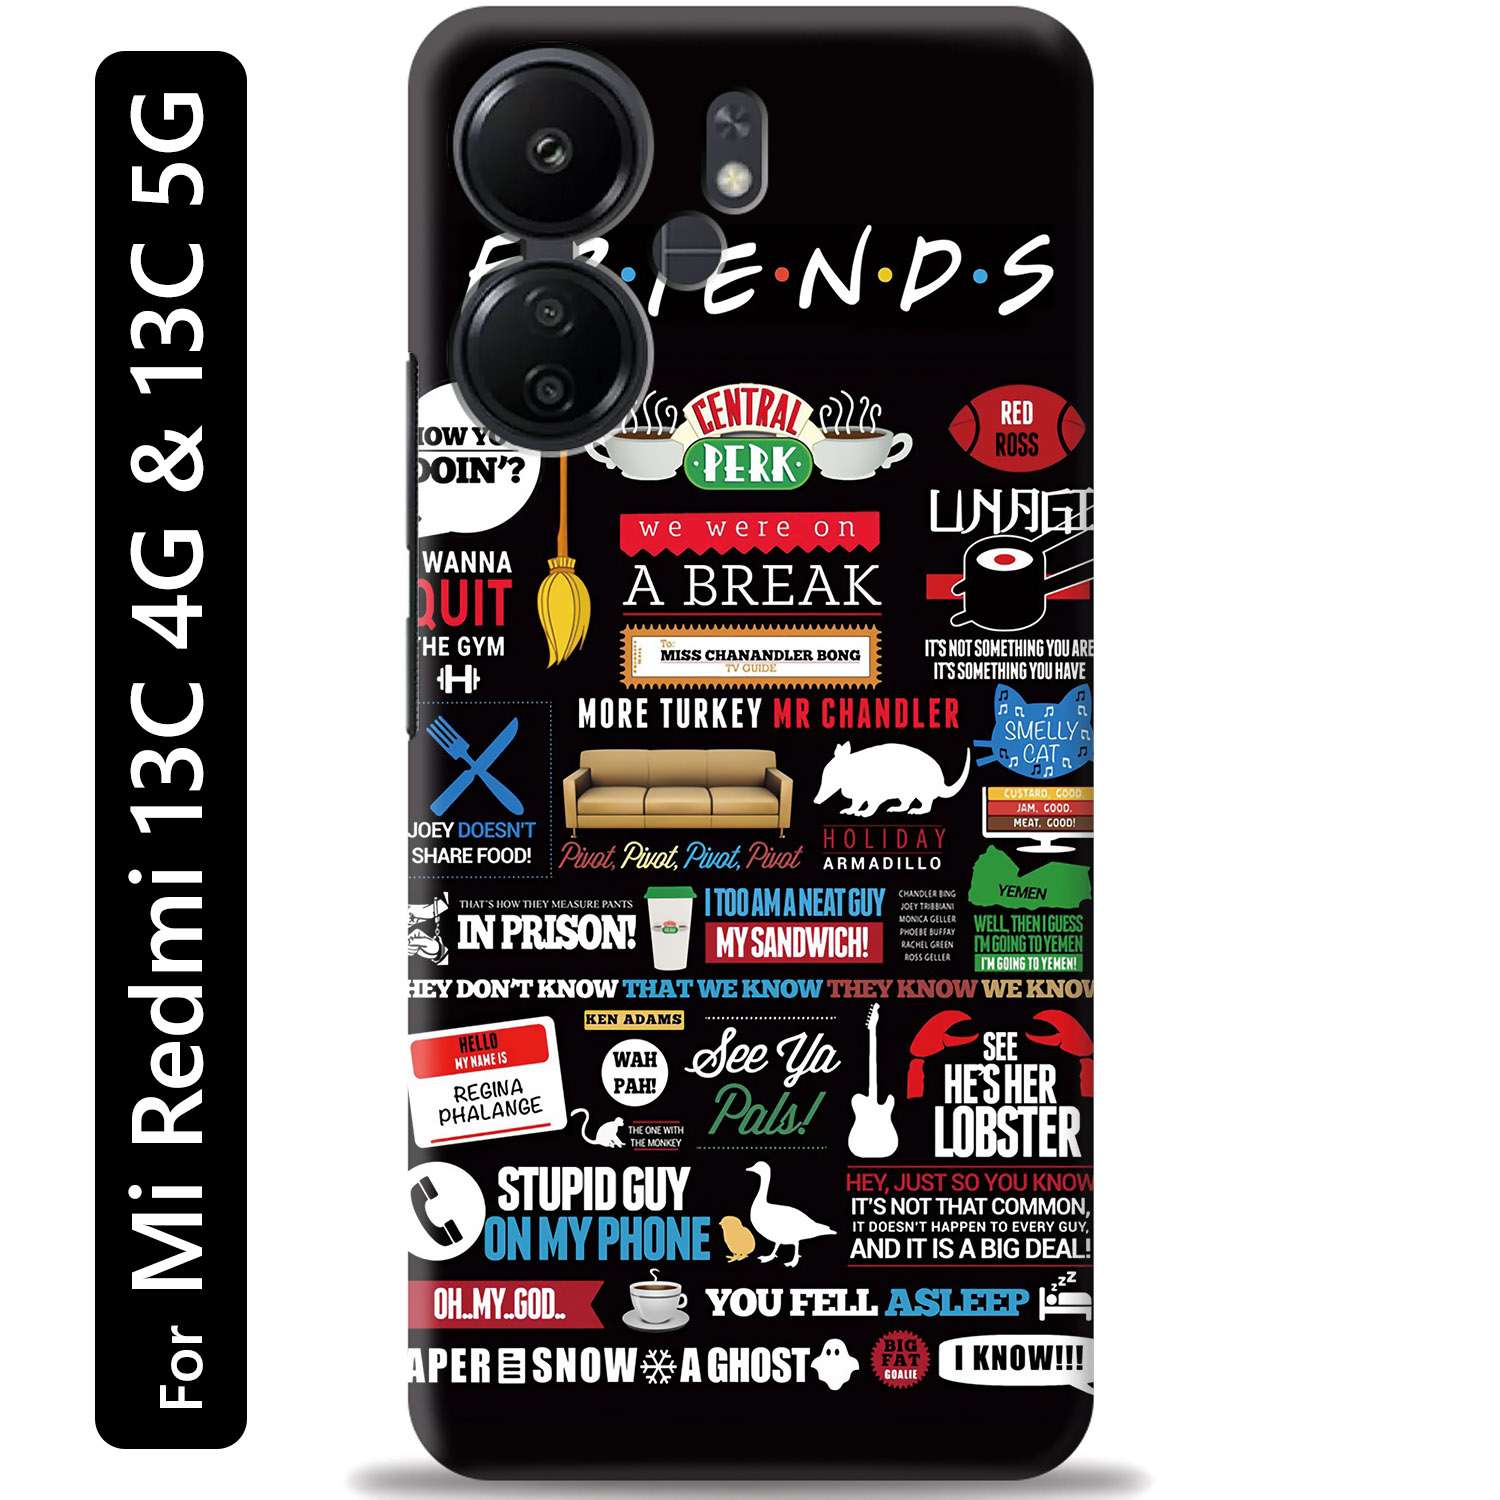 For Mi Redmi 13C 4G & 13C 5G
F·R·I·E·N·D·S
HOW YOU
DOIN'?
CENTRAL
·PERK·
RED
ROSS
we were on
A BREAK
UNAGI
WANNA
QUIT
THE GYM
To:
MISS CHANANDLER BONG
TV GUIDE
IT'S NOT SOMETHING YOU ARE
IT'S SOMETHING YOU HAVE
MORE TURKEY MR CHANDLER
SMELLY
CAT
CUSTARD, GOOD.
JAM, GOOD.
MEAT, GOOD!
JOEY DOESN'T
SHARE FOOD!
Pivot, Pivot, Pivot, Pivot
HOLIDAY
ARMADILLO
YEMEN
THAT'S HOW THEY MEASURE PANTS
IN PRISON!
I TOO AM A NEAT GUY
MY SANDWICH!
CHANDLER BING
JOEY TRIBBIANI
MONICA GELLER
PHOEBE BUFFAY
RACHEL GREEN
ROSS GELLER
WELL, THEN I GUESS
I'M GOING TO YEMEN
I'M GOING TO YEMEN!
HEY DON'T KNOW THAT WE KNOW THEY KNOW WE KNOW
HELLO
MY NAME IS
REGINA
PHALANGE
KEN ADAMS
WAH
PAH!
THE ONE WITH
THE MONKEY
See Ya
Pals!
SEE
HE'S HER
LOBSTER
STUPID GUY
ON MY PHONE
HEY, JUST SO YOU KNOW
IT'S NOT THAT COMMON,
IT DOESN'T HAPPEN TO EVERY GUY,
AND IT IS A BIG DEAL!
OH..MY..GOD..
YOU FELL ASLEEP
zzZZ
APER SNOW A GHOST
BIG
FAT
GOALIE
I KNOW!!!